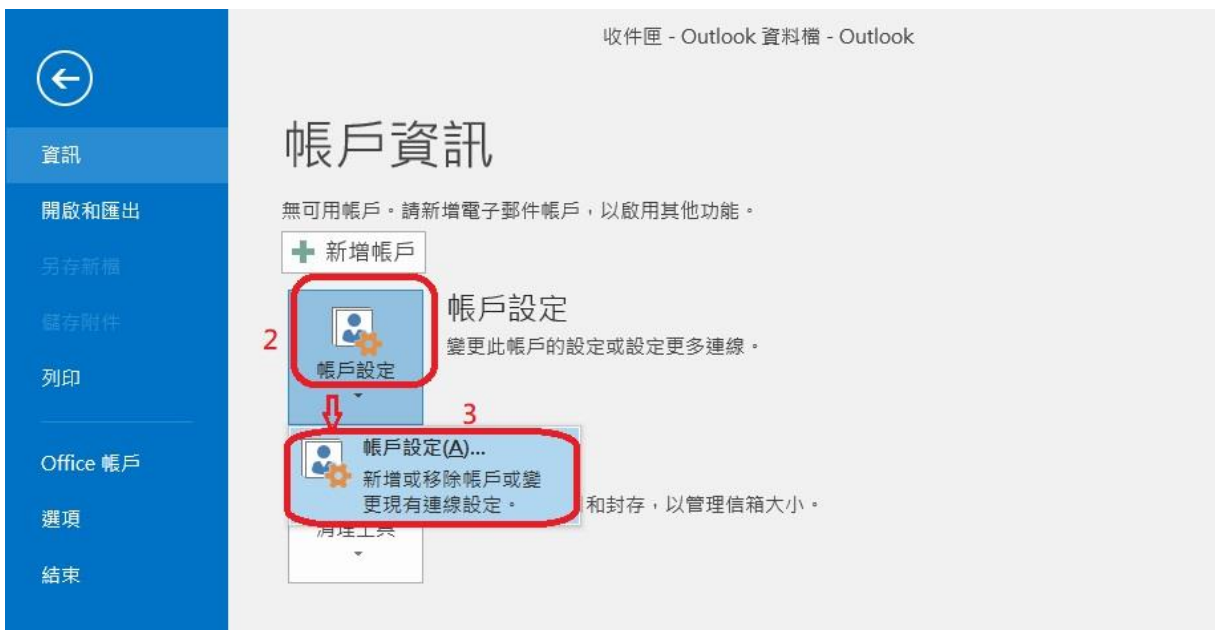 收件匣 - Outlook 資料檔 - Outlook
帳戶資訊
資訊
開啟和匯出
無可用帳戶。請新增電子郵件帳戶，以啟用其他功能。
新增帳戶
另存新檔
儲存附件
列印
2
帳戶設定
帳戶設定
變更此帳戶的設定或設定更多連線。
3
帳戶設定(A)...
新增或移除帳戶或變
更現有連線設定。
和封存，以管理信箱大小。
清理工具
Office 帳戶
選項
結束